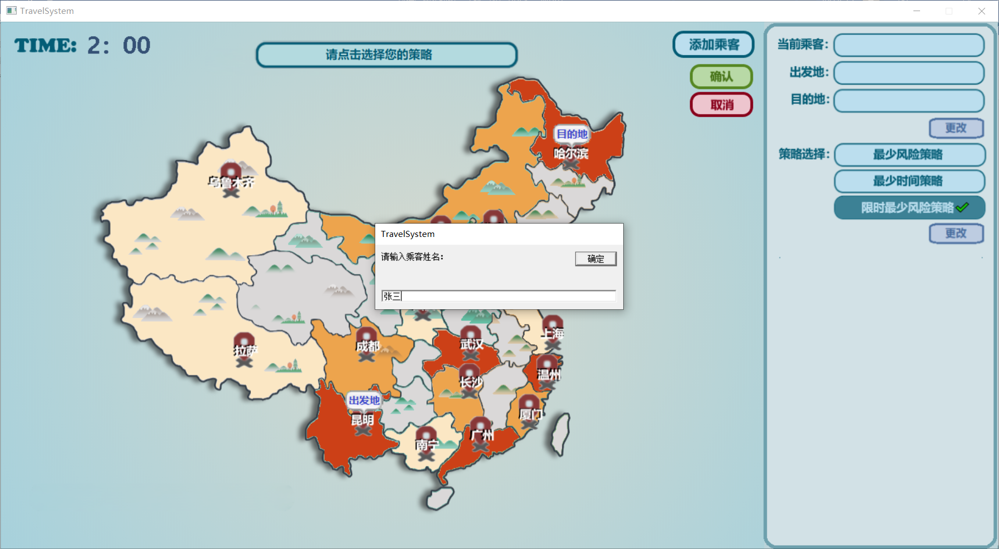 TravelSystem
TIME: 2: 00
请点击选择您的策略
添加乘客
确认
取消
当前乘客:
出发地:
目的地:
更改
策略选择:
最少风险策略
最少时间策略
限时最少风险策略
更改
目的地
哈尔滨
乌鲁木齐
TravelSystem
请输入乘客姓名:
确定
张三
上海
成都
武汉
拉萨
温州
长沙
出发地
昆明
厦门
广州
南宁